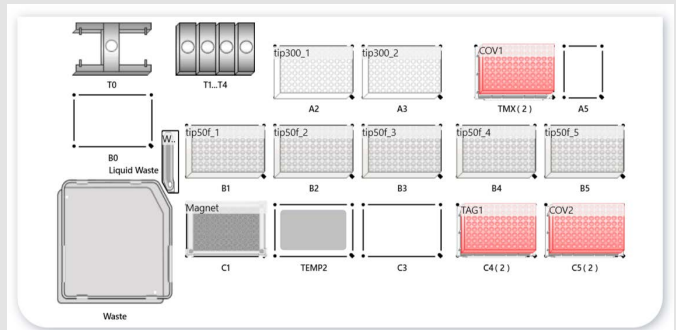 T0
T1...T4
tip300_1
A2
tip300_2
A3
COV1
TMX ( 2 )
A5
B0
Liquid Waste
W..
tip50f_1
B1
tip50f_2
B2
tip50f_3
B3
tip50f_4
B4
tip50f_5
B5
Waste
Magnet
C1
TEMP2
C3
TAG1
C4 ( 2 )
COV2
C5 ( 2 )